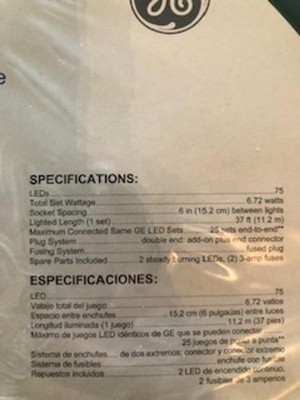 GE
e
SPECIFICATIONS:
LEDs 75
Total Set Wattage 6.72 watts
Socket Spacing 6 in (15.2 cm) between lights
Lighted Length (1 set) 37 ft (11.2 m)
Maximum Connected Same GE LED Sets 25 sets end-to-end**
Plug System double end: add-on plus end connector
Fusing System fused plug
Spare Parts Included 2 steady burning LEDs, (2) 3-amp fuses
ESPECIFICACIONES:
LED 75
Vataje total del juego 6,72 vatios
Espacio entre enchufes 15,2 cm (6 pulgadas) entre luces
Longitud iluminada (1 juego) 11,2 m (37 pies)
Máximo de juegos LED idénticos de GE que se pueden conectar
25 juegos de punta a punta**
Sistema de enchufes de dos extremos: conector y conector extremo
Sistema de fusibles enchufe con fusible
Repuestos incluidos 2 LED de encendido continuo,
2 fusibles de 3 amperios